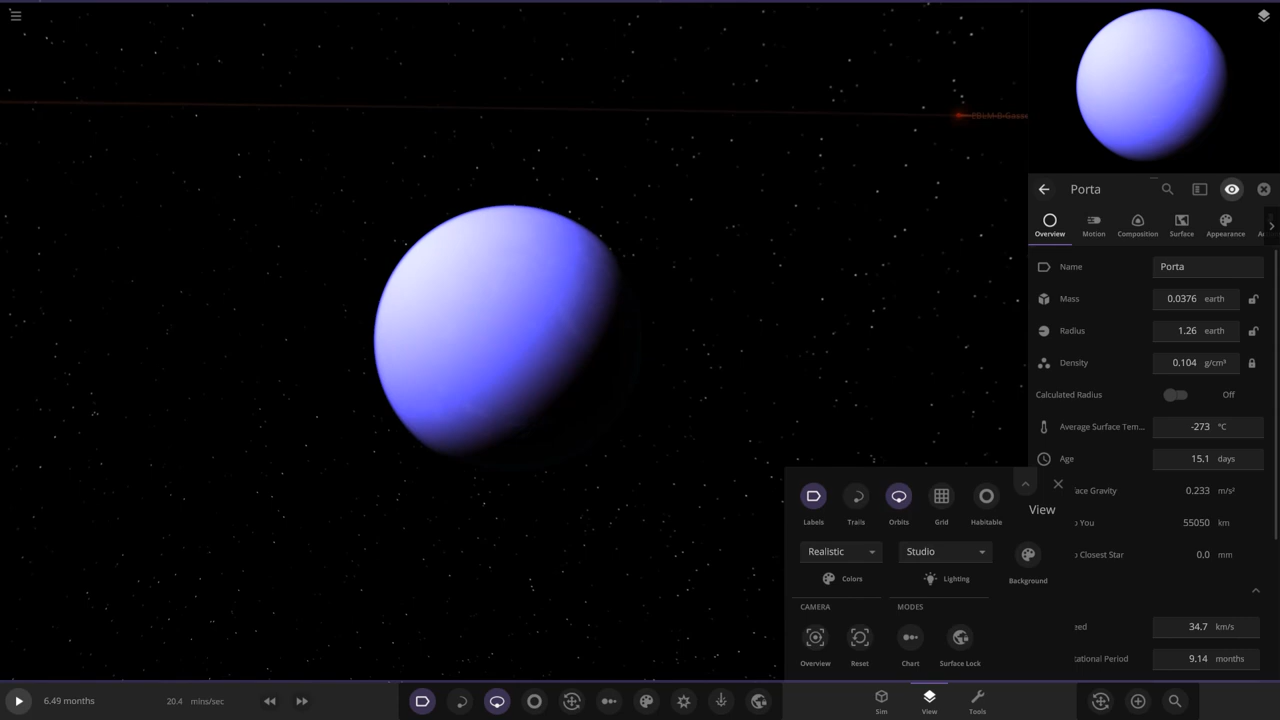 Porta
Overview
Motion
Composition
Surface
Appearance
Name
Porta
Mass
0.0376 earth
Radius
1.26 earth
Density
0.104 g/cm³
Calculated Radius
Off
Average Surface Tem...
-273 °C
Age
15.1 days
face Gravity
0.233 m/s²
o You
55050 km
o Closest Star
0.0 mm
eed
34.7 km/s
tational Period
9.14 months
Labels
Trails
Orbits
Grid
Habitable
View
Realistic
Studio
Colors
Lighting
Background
CAMERA
MODES
Overview
Reset
Chart
Surface Lock
6.49 months
20.4 mins/sec
Sim
View
Tools